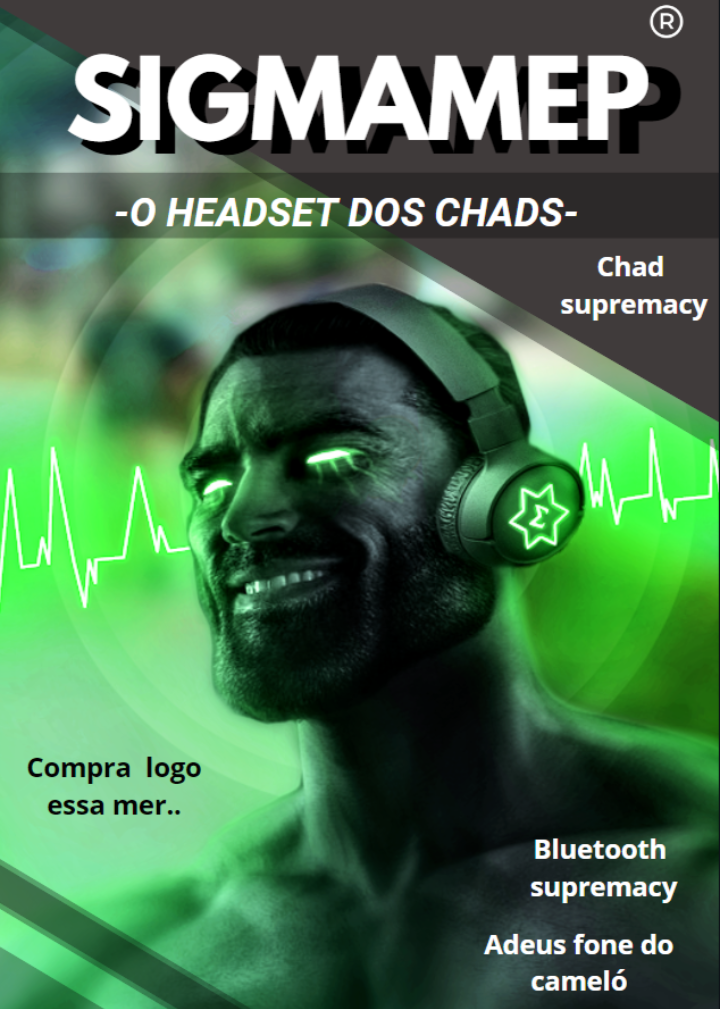 ®
SIGMAMEP
-O HEADSET DOS CHADS-
Chad
supremacy
Σ
Compra logo
essa mer..
Bluetooth
supremacy
Adeus fone do
cameló